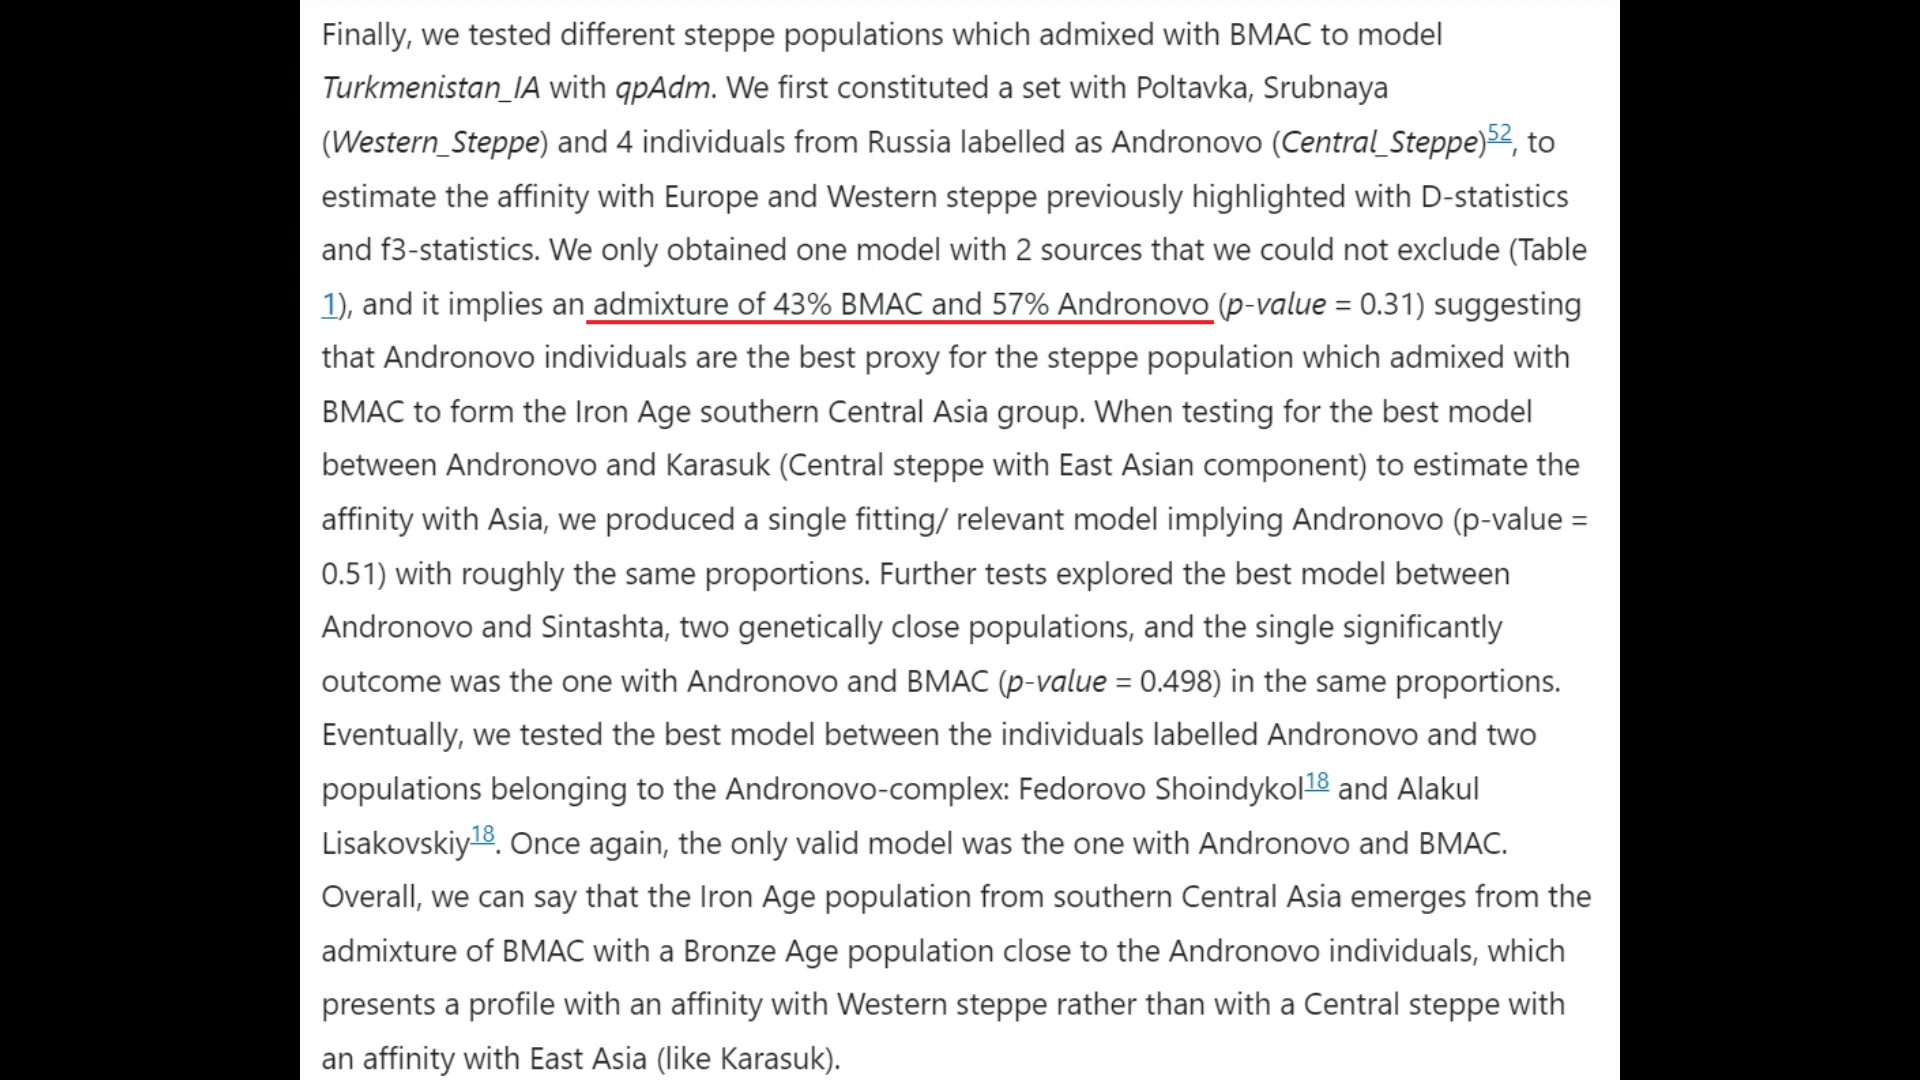 Finally, we tested different steppe populations which admixed with BMAC to model
Turkmenistan_IA with qpAdm. We first constituted a set with Poltavka, Srubnaya
(Western_Steppe) and 4 individuals from Russia labelled as Andronovo (Central_Steppe)52, to
estimate the affinity with Europe and Western steppe previously highlighted with D-statistics
and f3-statistics. We only obtained one model with 2 sources that we could not exclude (Table
1), and it implies an admixture of 43% BMAC and 57% Andronovo (p-value = 0.31) suggesting
that Andronovo individuals are the best proxy for the steppe population which admixed with
BMAC to form the Iron Age southern Central Asia group. When testing for the best model
between Andronovo and Karasuk (Central steppe with East Asian component) to estimate the
affinity with Asia, we produced a single fitting/ relevant model implying Andronovo (p-value =
0.51) with roughly the same proportions. Further tests explored the best model between
Andronovo and Sintashta, two genetically close populations, and the single significantly
outcome was the one with Andronovo and BMAC (p-value = 0.498) in the same proportions.
Eventually, we tested the best model between the individuals labelled Andronovo and two
populations belonging to the Andronovo-complex: Fedorovo Shoindykol18 and Alakul
Lisakovskiy18. Once again, the only valid model was the one with Andronovo and BMAC.
Overall, we can say that the Iron Age population from southern Central Asia emerges from the
admixture of BMAC with a Bronze Age population close to the Andronovo individuals, which
presents a profile with an affinity with Western steppe rather than with a Central steppe with
an affinity with East Asia (like Karasuk).